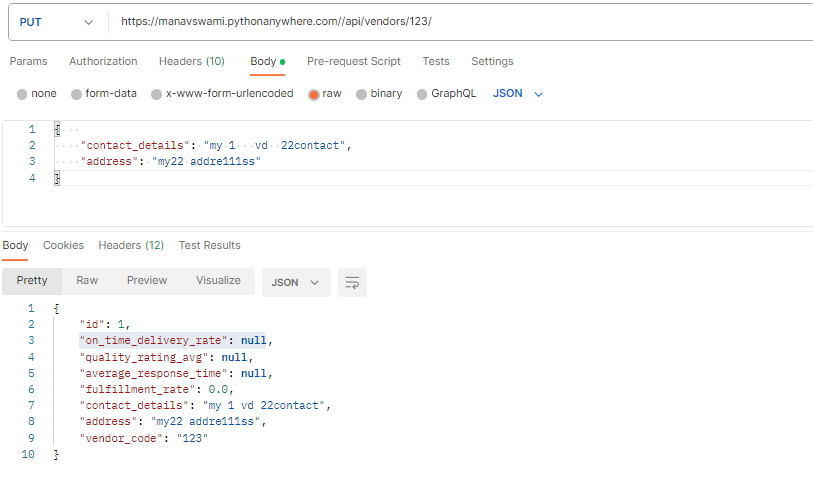 PUT https://manavswami.pythonanywhere.com//api/vendors/123/
Params Authorization Headers (10) Body Pre-request Script Tests Settings
none form-data x-www-form-urlencoded raw binary GraphQL JSON
1 {
2 "contact_details": "my 1   vd  22contact",
3 "address": "my22 addre111ss"
4 }
Body Cookies Headers (12) Test Results
Pretty Raw Preview Visualize JSON
1 {
2 "id": 1,
3 "on_time_delivery_rate": null,
4 "quality_rating_avg": null,
5 "average_response_time": null,
6 "fulfillment_rate": 0.0,
7 "contact_details": "my 1 vd 22contact",
8 "address": "my22 addre111ss",
9 "vendor_code": "123"
10 }